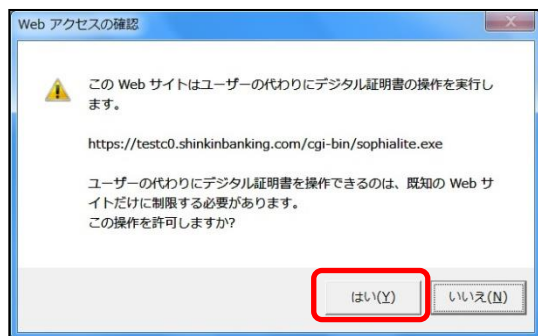 Web アクセスの確認
この Web サイトはユーザーの代わりにデジタル証明書の操作を実行し
ます。
https://testc0.shinkinbanking.com/cgi-bin/sophialite.exe
ユーザーの代わりにデジタル証明書を操作できるのは、既知の Web サ
イトだけに制限する必要があります。
この操作を許可しますか?
はい(Y) いいえ(N)